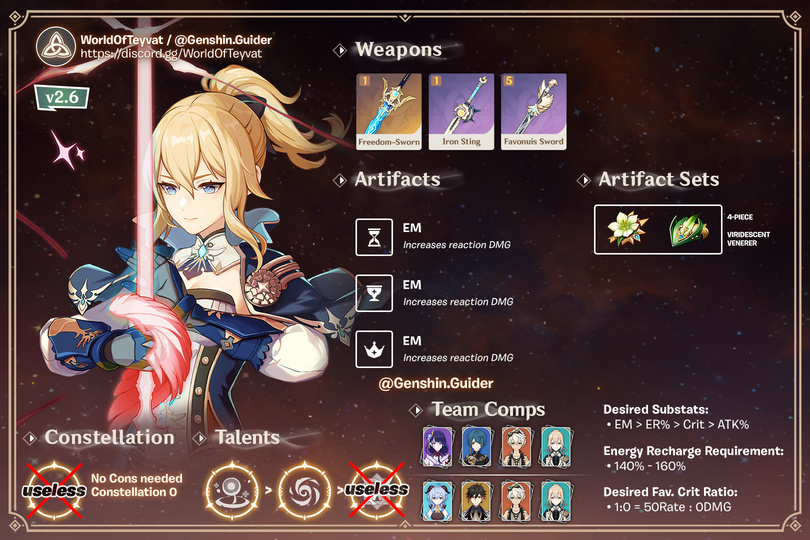 WorldOfTeyvat / @Genshin.Guider
https://discord.gg/WorldOfTeyvat
v2.6
Weapons
1
1
5
Freedom-Sworn
Iron Sting
Favonuis Sword
Artifacts
EM
Increases reaction DMG
EM
Increases reaction DMG
EM
Increases reaction DMG
@Genshin.Guider
Artifact Sets
4-PIECE
VIRIDESCENT
VENERER
Constellation
useless
No Cons needed
Constellation 0
Talents
>
>
useless
Team Comps
Desired Substats:
• EM > ER% > Crit > ATK%
Energy Recharge Requirement:
• 140% - 160%
Desired Fav. Crit Ratio:
• 1:0 = 50Rate : 0DMG